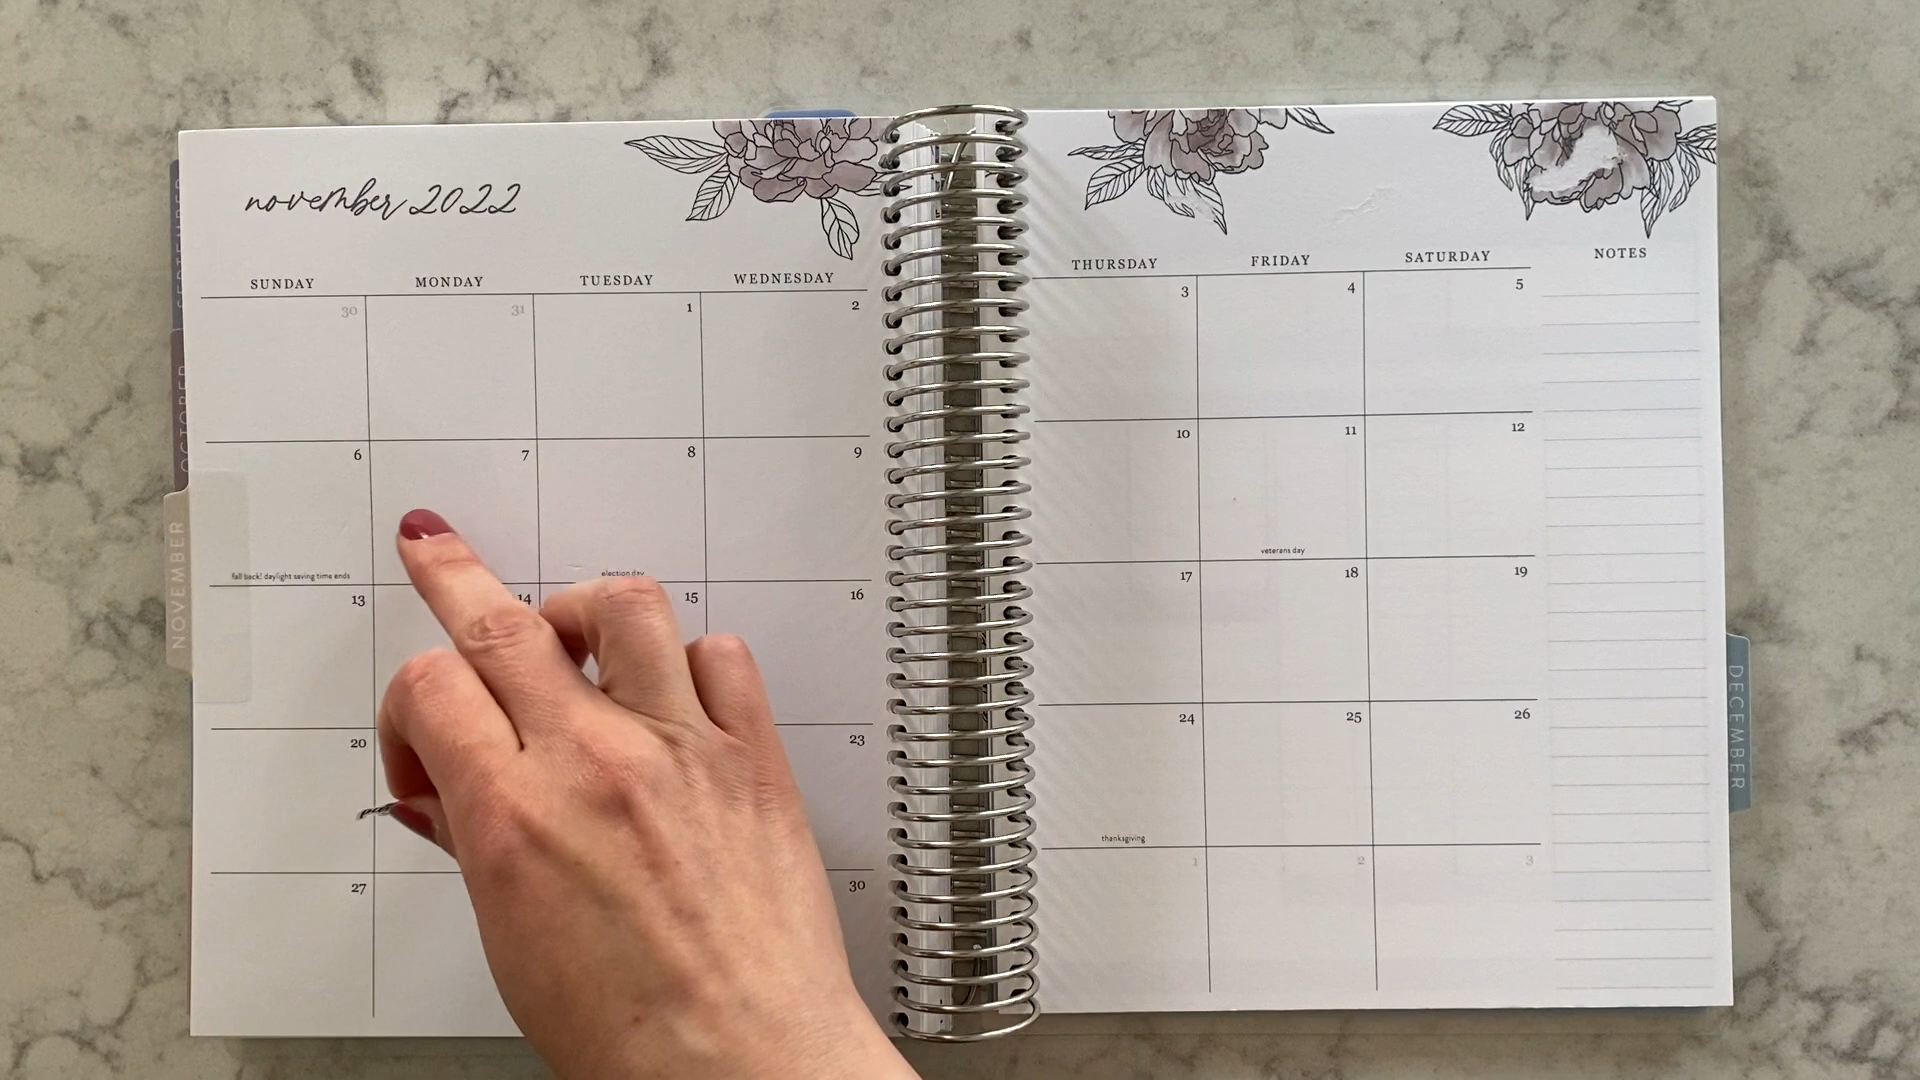 november 2022
SUNDAY MONDAY TUESDAY WEDNESDAY THURSDAY FRIDAY SATURDAY NOTES
30 31 1 2 3 4 5
6 7 8 9 10 11 12
fall back! daylight saving time ends election day veterans day
13 14 15 16 17 18 19
20 23 24 25 26
thanksgiving
27 30 1 2 3
SEPTEMBER
OCTOBER
NOVEMBER
DECEMBER